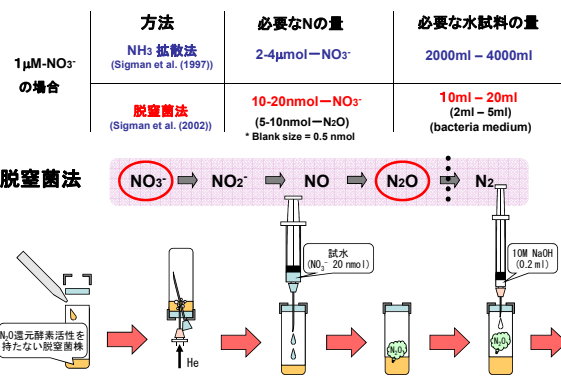 方法
必要なNの量
必要な水試料の量
1μM-NO₃⁻
の場合
NH3 拡散法
(Sigman et al. (1997))
2-4μmol－NO₃⁻
2000ml – 4000ml
脱窒菌法
(Sigman et al. (2002))
10-20nmol－NO₃⁻
(5-10nmol－N₂O)
* Blank size = 0.5 nmol
10ml – 20ml
(2ml – 5ml)
(bacteria medium)
脱窒菌法
NO₃⁻ NO₂⁻ NO N₂O N₂
試水
(NO₃⁻ 20 nmol)
10M NaOH
(0.2 ml)
N₂O還元酵素活性を
持たない脱窒菌株
He
N₂O
N₂O